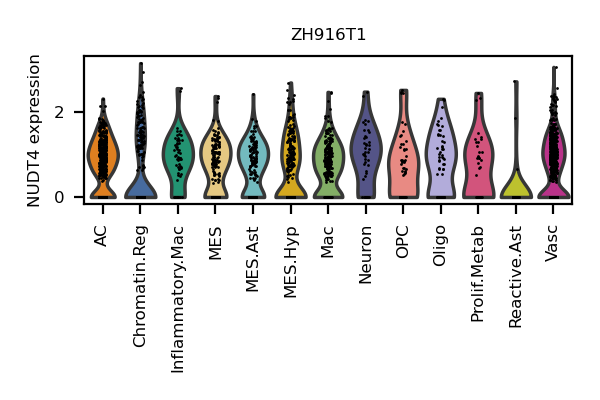 ZH916T1
NUDT4 expression
2
0
AC
Chromatin.Reg
Inflammatory.Mac
MES
MES.Ast
MES.Hyp
Mac
Neuron
OPC
Oligo
Prolif.Metab
Reactive.Ast
Vasc